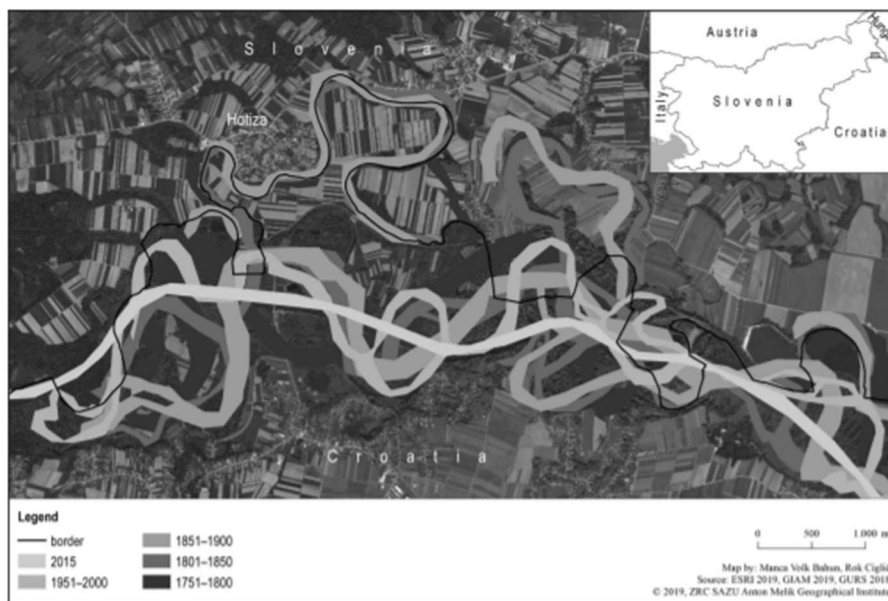 Slovenia
Hotiza
Croatia
Austria
Italy
Slovenia
Croatia
Legend
border
2015
1951–2000
1851–1900
1801–1850
1751–1800
0 500 1.000 m
Map by: Manca Volk Bahun, Rok Ciglič
Source: ESRI 2019, GIAM 2019, GURS 2018
© 2019, ZRC SAZU Anton Melik Geographical Institute